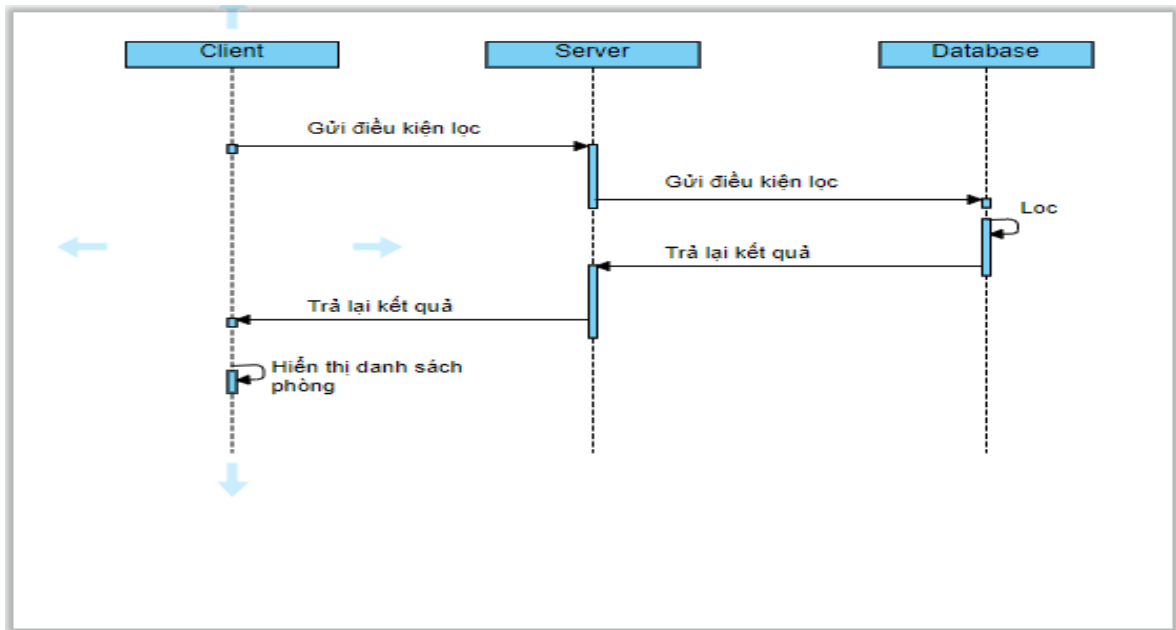 Client
Server
Database
Gửi điều kiện lọc
Gửi điều kiện lọc
Loc
Trả lại kết quả
Trả lại kết quả
Hiển thị danh sách
phòng